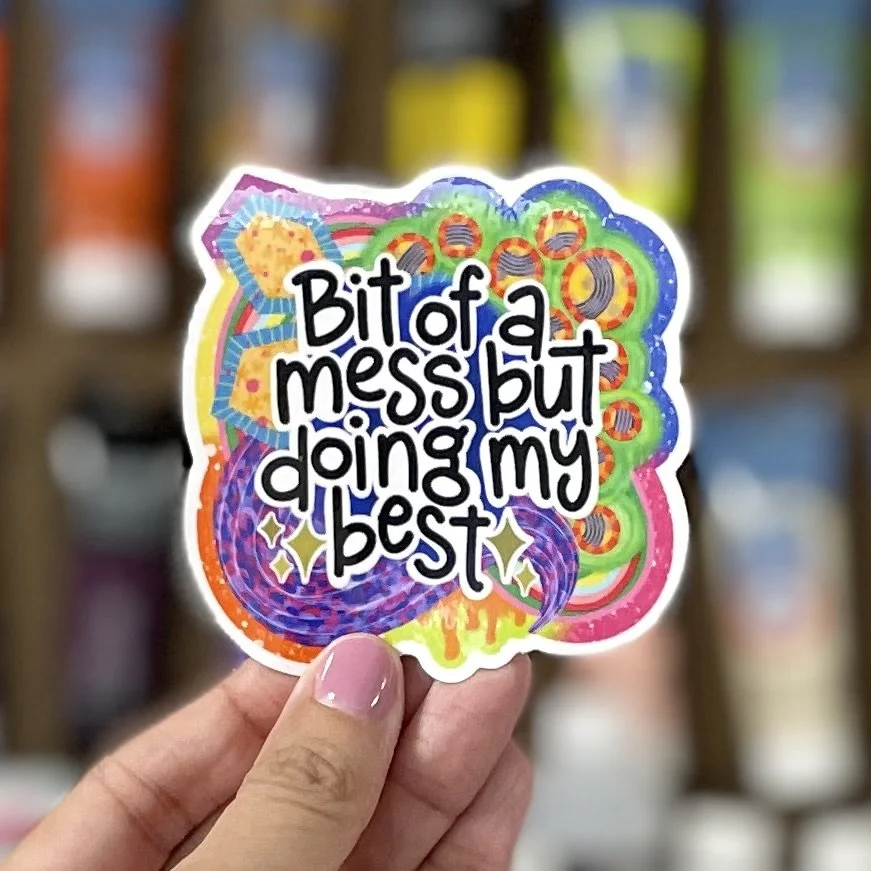 Bit of a
mess but
doing my
best